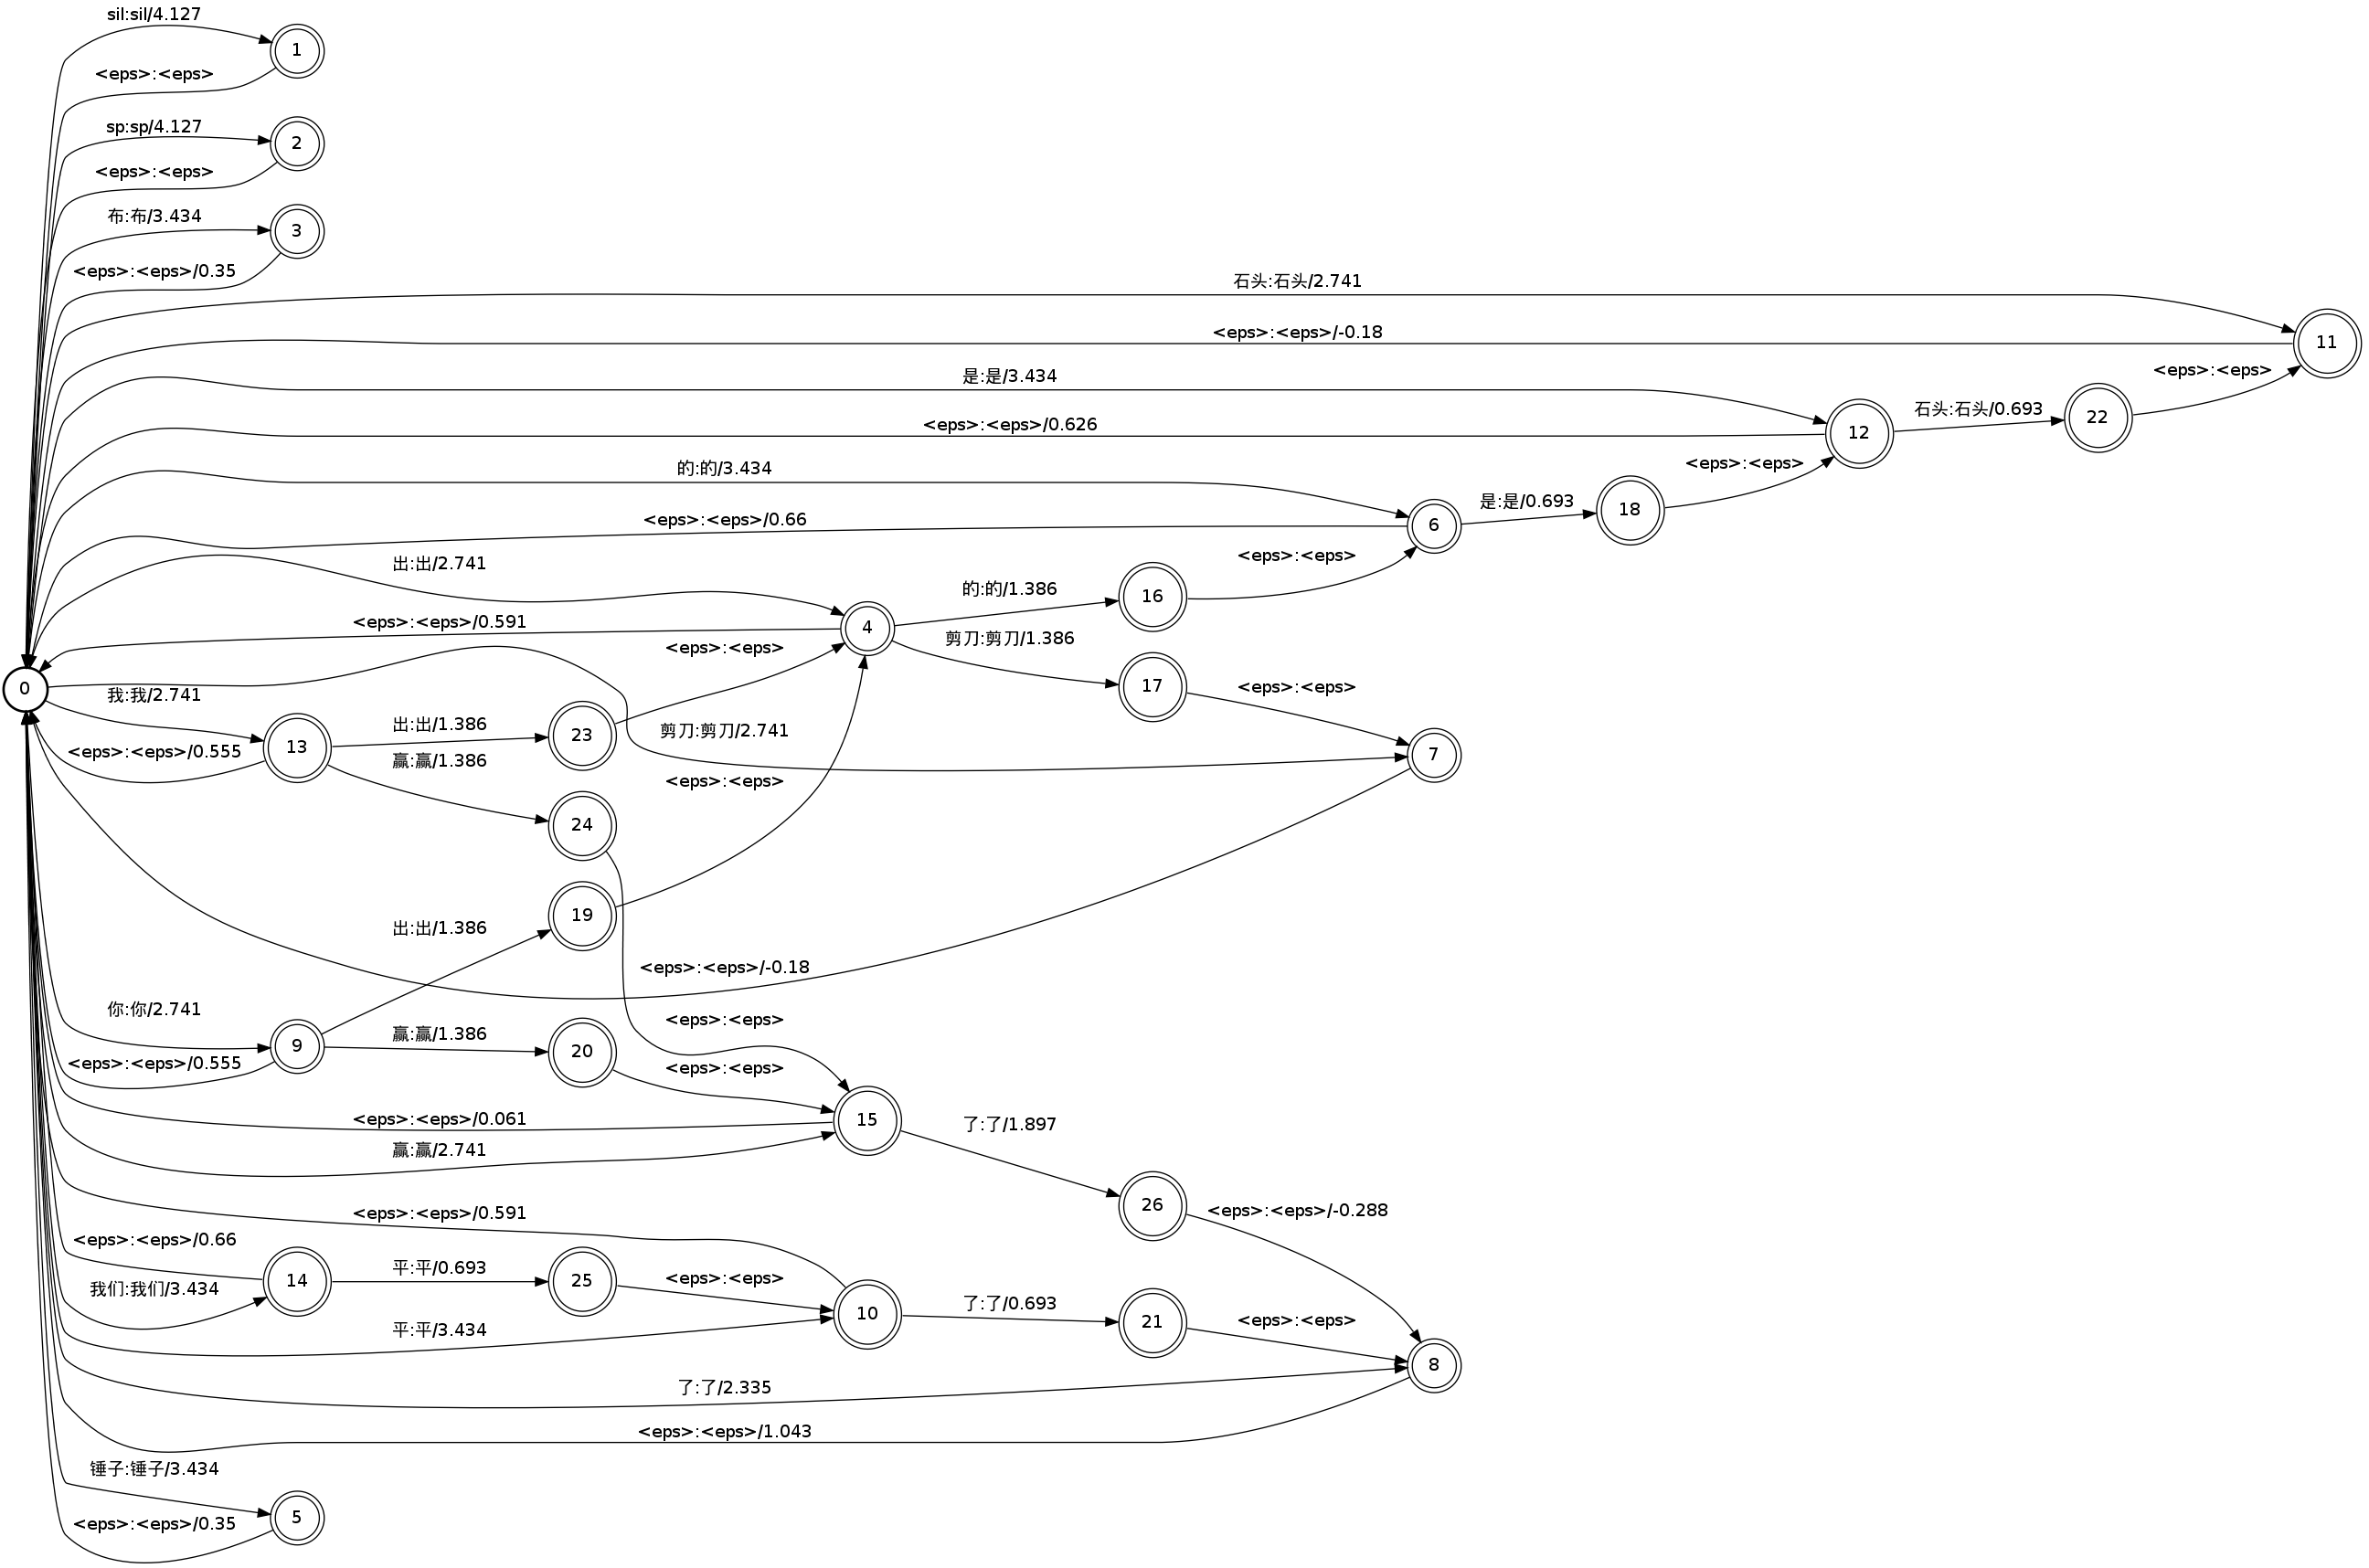 sil:sil/4.127
1
<eps>:<eps>
sp:sp/4.127
2
<eps>:<eps>
布:布/3.434
3
<eps>:<eps>/0.35
石头:石头/2.741
11
<eps>:<eps>/-0.18
<eps>:<eps>
是:是/3.434
12
石头:石头/0.693
22
<eps>:<eps>/0.626
的:的/3.434
<eps>:<eps>
<eps>:<eps>/0.66
6
是:是/0.693
18
出:出/2.741
<eps>:<eps>
的:的/1.386
16
<eps>:<eps>/0.591
4
剪刀:剪刀/1.386
<eps>:<eps>
0
我:我/2.741
17
<eps>:<eps>
出:出/1.386
23
剪刀:剪刀/2.741
<eps>:<eps>/0.555
13
赢:赢/1.386
7
<eps>:<eps>
24
出:出/1.386
19
<eps>:<eps>/-0.18
你:你/2.741
<eps>:<eps>
9
赢:赢/1.386
20
<eps>:<eps>/0.555
<eps>:<eps>
<eps>:<eps>/0.061
15
了:了/1.897
赢:赢/2.741
26
<eps>:<eps>/-0.288
<eps>:<eps>/0.591
<eps>:<eps>/0.66
14
平:平/0.693
25
<eps>:<eps>
我们:我们/3.434
10
了:了/0.693
21
<eps>:<eps>
平:平/3.434
8
了:了/2.335
<eps>:<eps>/1.043
锤子:锤子/3.434
5
<eps>:<eps>/0.35